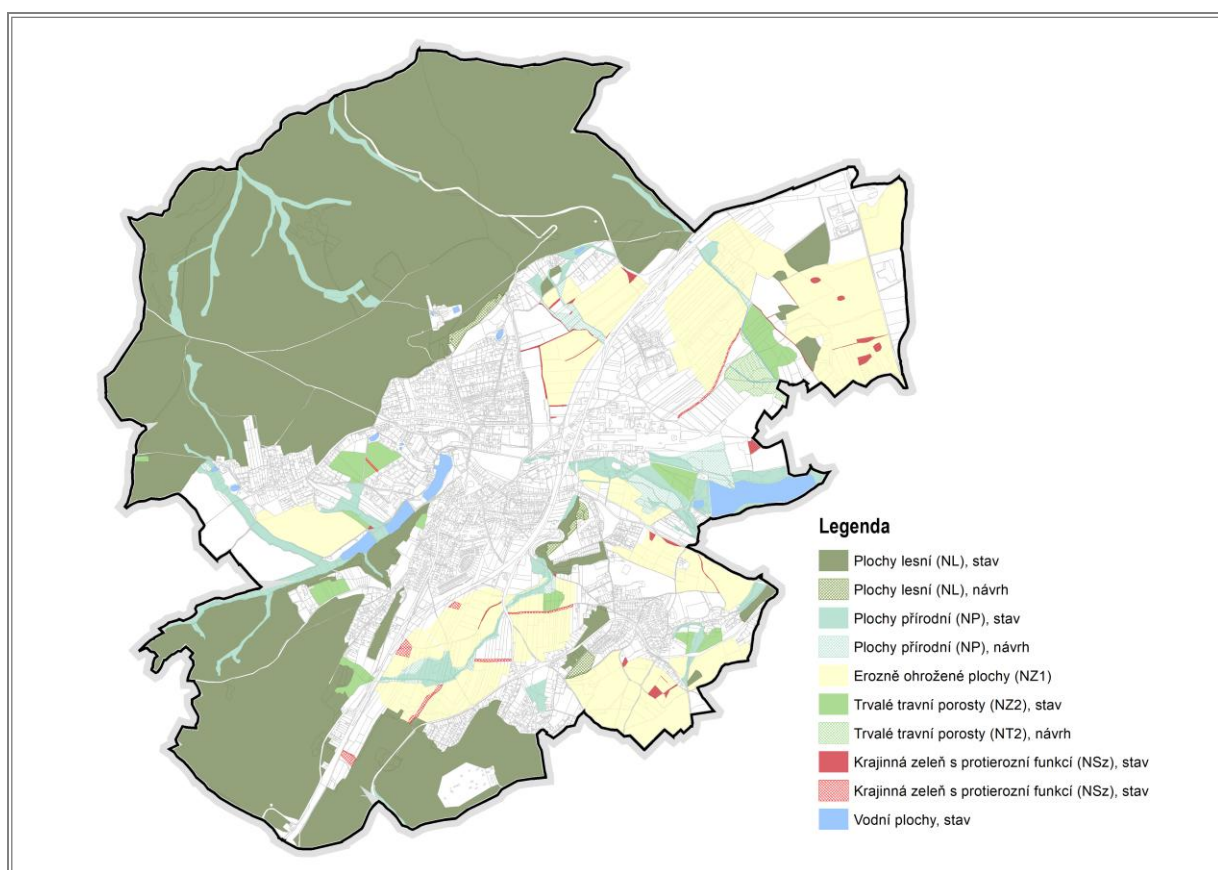 Legenda
Plochy lesní (NL), stav
Plochy lesní (NL), návrh
Plochy přírodní (NP), stav
Plochy přírodní (NP), návrh
Erozně ohrožené plochy (NZ1)
Trvalé travní porosty (NZ2), stav
Trvalé travní porosty (NT2), návrh
Krajinná zeleň s protierozní funkcí (NSz), stav
Krajinná zeleň s protierozní funkcí (NSz), stav
Vodní plochy, stav